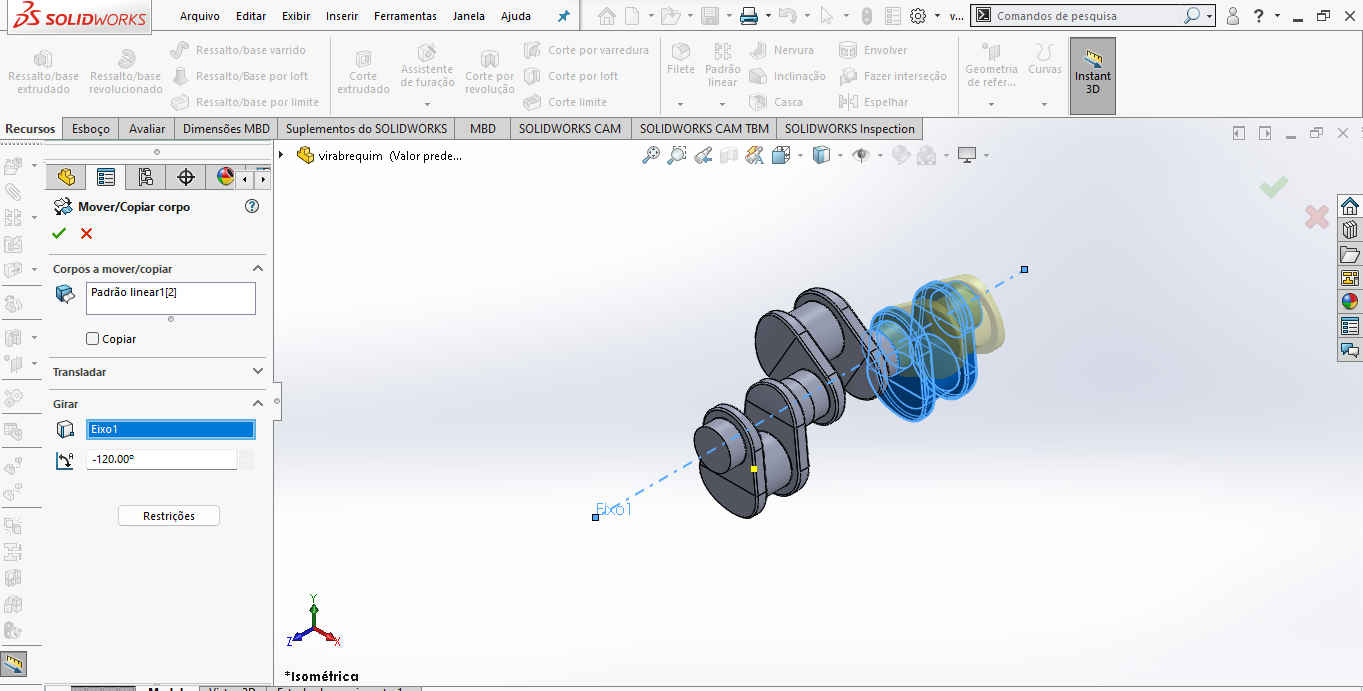 SOLIDWORKS Arquivo Editar Exibir Inserir Ferramentas Janela Ajuda v... Comandos de pesquisa ?
Ressalto/base extrudado
Ressalto/base revolucionado
Ressalto/base varrido
Ressalto/Base por loft
Ressalto/base por limite
Corte extrudado
Assistente de furação
Corte por revolução
Corte por varredura
Corte por loft
Corte limite
Filete
Padrão linear
Nervura
Inclinação
Casca
Envolver
Fazer interseção
Espelhar
Geometria de refer...
Curvas
Instant 3D
Recursos Esboço Avaliar Dimensões MBD Suplementos do SOLIDWORKS MBD SOLIDWORKS CAM SOLIDWORKS CAM TBM SOLIDWORKS Inspection
virabrequim (Valor prede...
Mover/Copiar corpo ?
Corpos a mover/copiar
Padrão linear1[2]
Copiar
Transladar
Girar
Eixo1
-120.00º
Restrições
Eixo1
Y
Z X
*Isométrica